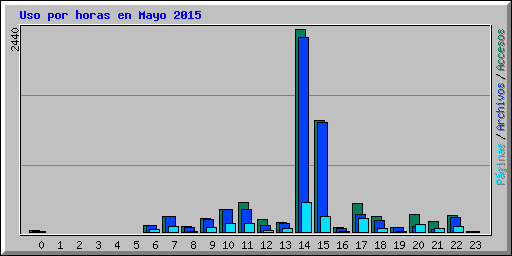 Uso por horas en Mayo 2015
2440
Páginas / Archivos / Accesos
0 1 2 3 4 5 6 7 8 9 10 11 12 13 14 15 16 17 18 19 20 21 22 23